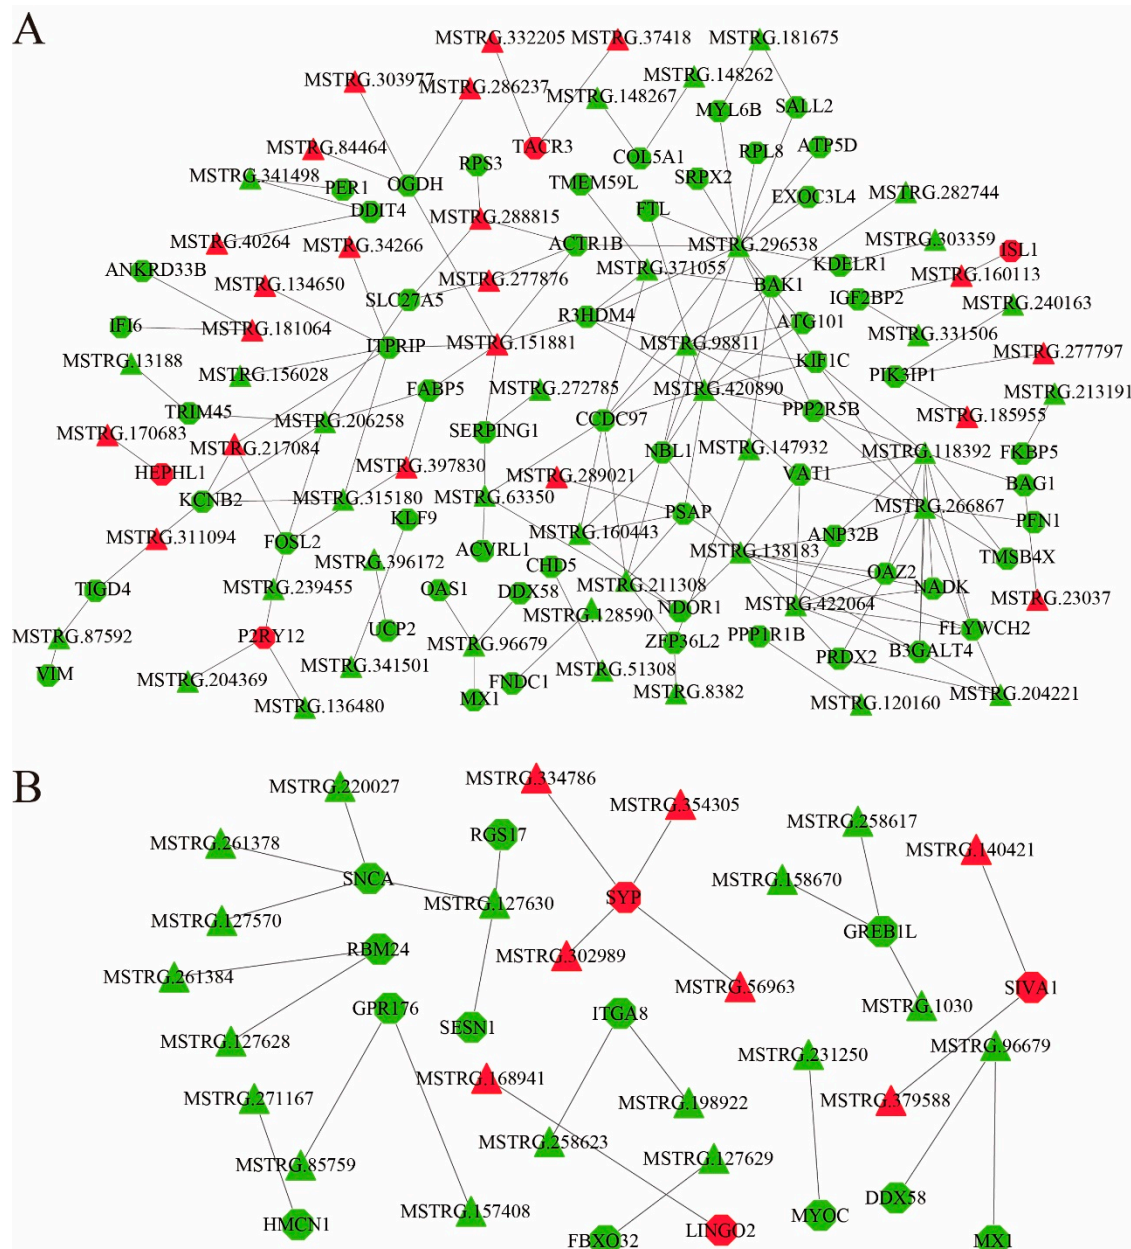 A
MSTRG.332205 MSTRG.37418 MSTRG.181675
MSTRG.303977 MSTRG.286237 MSTRG.148267 MSTRG.148262
MYL6B SALL2
MSTRG.84464 TACR3 COL5A1 RPL8 ATP5D
MSTRG.341498 PER1 OGDH RPS3 TMEM59L SRPX2 EXOC3L4 MSTRG.282744
DDIT4 MSTRG.288815 FTL
MSTRG.40264 MSTRG.34266 ACTR1B MSTRG.296538 MSTRG.303359 ISL1
ANKRD33B MSTRG.134650 MSTRG.277876 MSTRG.371055 BAK1 KDELR1 MSTRG.160113
SLC27A5 IGF2BP2 MSTRG.240163
IFI6 MSTRG.181064 R3HDM4 ATG101 MSTRG.331506
MSTRG.13188 ITPRIP MSTRG.151881 MSTRG.98811 KIF1C MSTRG.277797
MSTRG.156028 FABP5 MSTRG.272785 MSTRG.420890 PIK3IP1 MSTRG.213191
TRIM45 MSTRG.206258 SERPING1 CCDC97 PPP2R5B MSTRG.185955
MSTRG.170683 MSTRG.217084 NBL1 MSTRG.147932 MSTRG.118392 FKBP5
HEPHL1 MSTRG.397830 MSTRG.289021 VAT1 BAG1
KCNB2 MSTRG.315180 MSTRG.63350 MSTRG.266867
KLF9 PSAP PFN1
MSTRG.311094 FOSL2 ACVRL1 MSTRG.160443 ANP32B
MSTRG.396172 CHD5 MSTRG.138183 TMSB4X
TIGD4 MSTRG.239455 OAS1 DDX58 MSTRG.211308 OAZ2 NADK
MSTRG.128590 NDOR1 MSTRG.422064 MSTRG.23037
MSTRG.87592 P2RY12 UCP2 MSTRG.96679 ZFP36L2 PPP1R1B FLYWCH2
VIM MSTRG.204369 MSTRG.341501 FNDC1 MSTRG.51308 PRDX2 B3GALT4
MSTRG.136480 MX1 MSTRG.8382 MSTRG.120160 MSTRG.204221
B
MSTRG.220027 MSTRG.334786 MSTRG.354305
MSTRG.261378 RGS17 MSTRG.258617 MSTRG.140421
SNCA MSTRG.127630 SYP MSTRG.158670
MSTRG.127570 GREB1L
RBM24 MSTRG.302989
MSTRG.261384 MSTRG.56963 SIVA1
GPR176 SESN1 ITGA8 MSTRG.1030
MSTRG.127628 MSTRG.231250 MSTRG.96679
MSTRG.271167 MSTRG.168941 MSTRG.198922 MSTRG.379588
MSTRG.85759 MSTRG.258623 MSTRG.127629
HMCN1 MSTRG.157408 FBXO32 LINGO2 MYOC DDX58 MX1